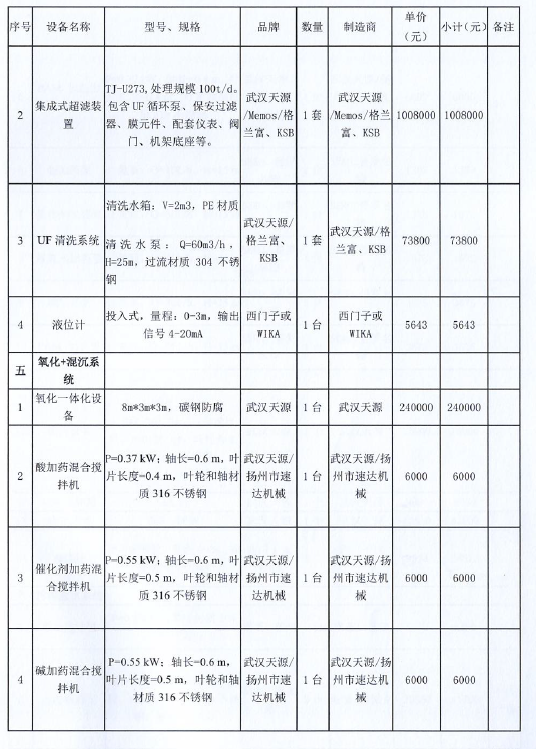 序号 设备名称 型号、规格 品牌 数量 制造商 单价（元） 小计（元） 备注
2 集成式超滤装置 TJ-U273,处理规模 100t/d。包含 UF 循环泵、保安过滤器、膜元件、配套仪表、阀门、机架底座等。 武汉天源/Memos/格兰富、KSB 1 套 武汉天源/Memos/格兰富、KSB 1008000 1008000
3 UF 清洗系统 清洗水箱：V=2m3，PE 材质 清洗水泵：Q=60m3/h，H=25m，过流材质 304 不锈钢 武汉天源/格兰富、KSB 1 套 武汉天源/格兰富、KSB 73800 73800
4 液位计 投入式，量程：0-3m，输出信号 4-20mA 西门子或 WIKA 1 台 西门子或 WIKA 5643 5643
五 氧化+混沉系统
1 氧化一体化设备 8m*3m*3m，碳钢防腐 武汉天源 1 台 武汉天源 240000 240000
2 酸加药混合搅拌机 P=0.37 kW；轴长=0.6 m，叶片长度=0.4 m，叶轮和轴材质 316 不锈钢 武汉天源/扬州市速达机械 1 台 武汉天源/扬州市速达机械 6000 6000
3 催化剂加药混合搅拌机 P=0.55 kW；轴长=0.6 m，叶片长度=0.5 m，叶轮和轴材质 316 不锈钢 武汉天源/扬州市速达机械 1 台 武汉天源/扬州市速达机械 6000 6000
4 碱加药混合搅拌机 P=0.55 kW；轴长=0.6 m，叶片长度=0.5 m，叶轮和轴材质 316 不锈钢 武汉天源/扬州市速达机械 1 台 武汉天源/扬州市速达机械 6000 6000